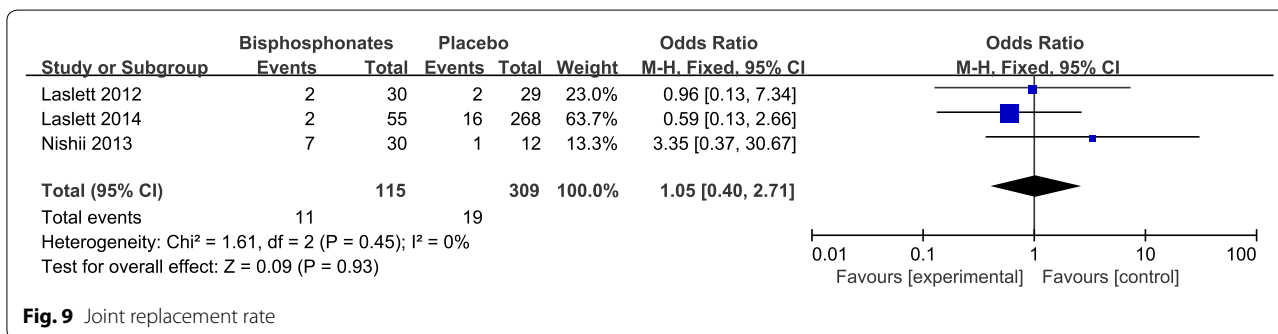 Bisphosphonates Placebo Odds Ratio Odds Ratio
Study or Subgroup Events Total Events Total Weight M-H, Fixed, 95% CI M-H, Fixed, 95% CI
Laslett 2012 2 30 2 29 23.0% 0.96 [0.13, 7.34]
Laslett 2014 2 55 16 268 63.7% 0.59 [0.13, 2.66]
Nishii 2013 7 30 1 12 13.3% 3.35 [0.37, 30.67]
Total (95% CI) 115 309 100.0% 1.05 [0.40, 2.71]
Total events 11 19
Heterogeneity: Chi² = 1.61, df = 2 (P = 0.45); I² = 0%
Test for overall effect: Z = 0.09 (P = 0.93)
0.01 0.1 1 10 100
Favours [experimental] Favours [control]
Fig. 9 Joint replacement rate